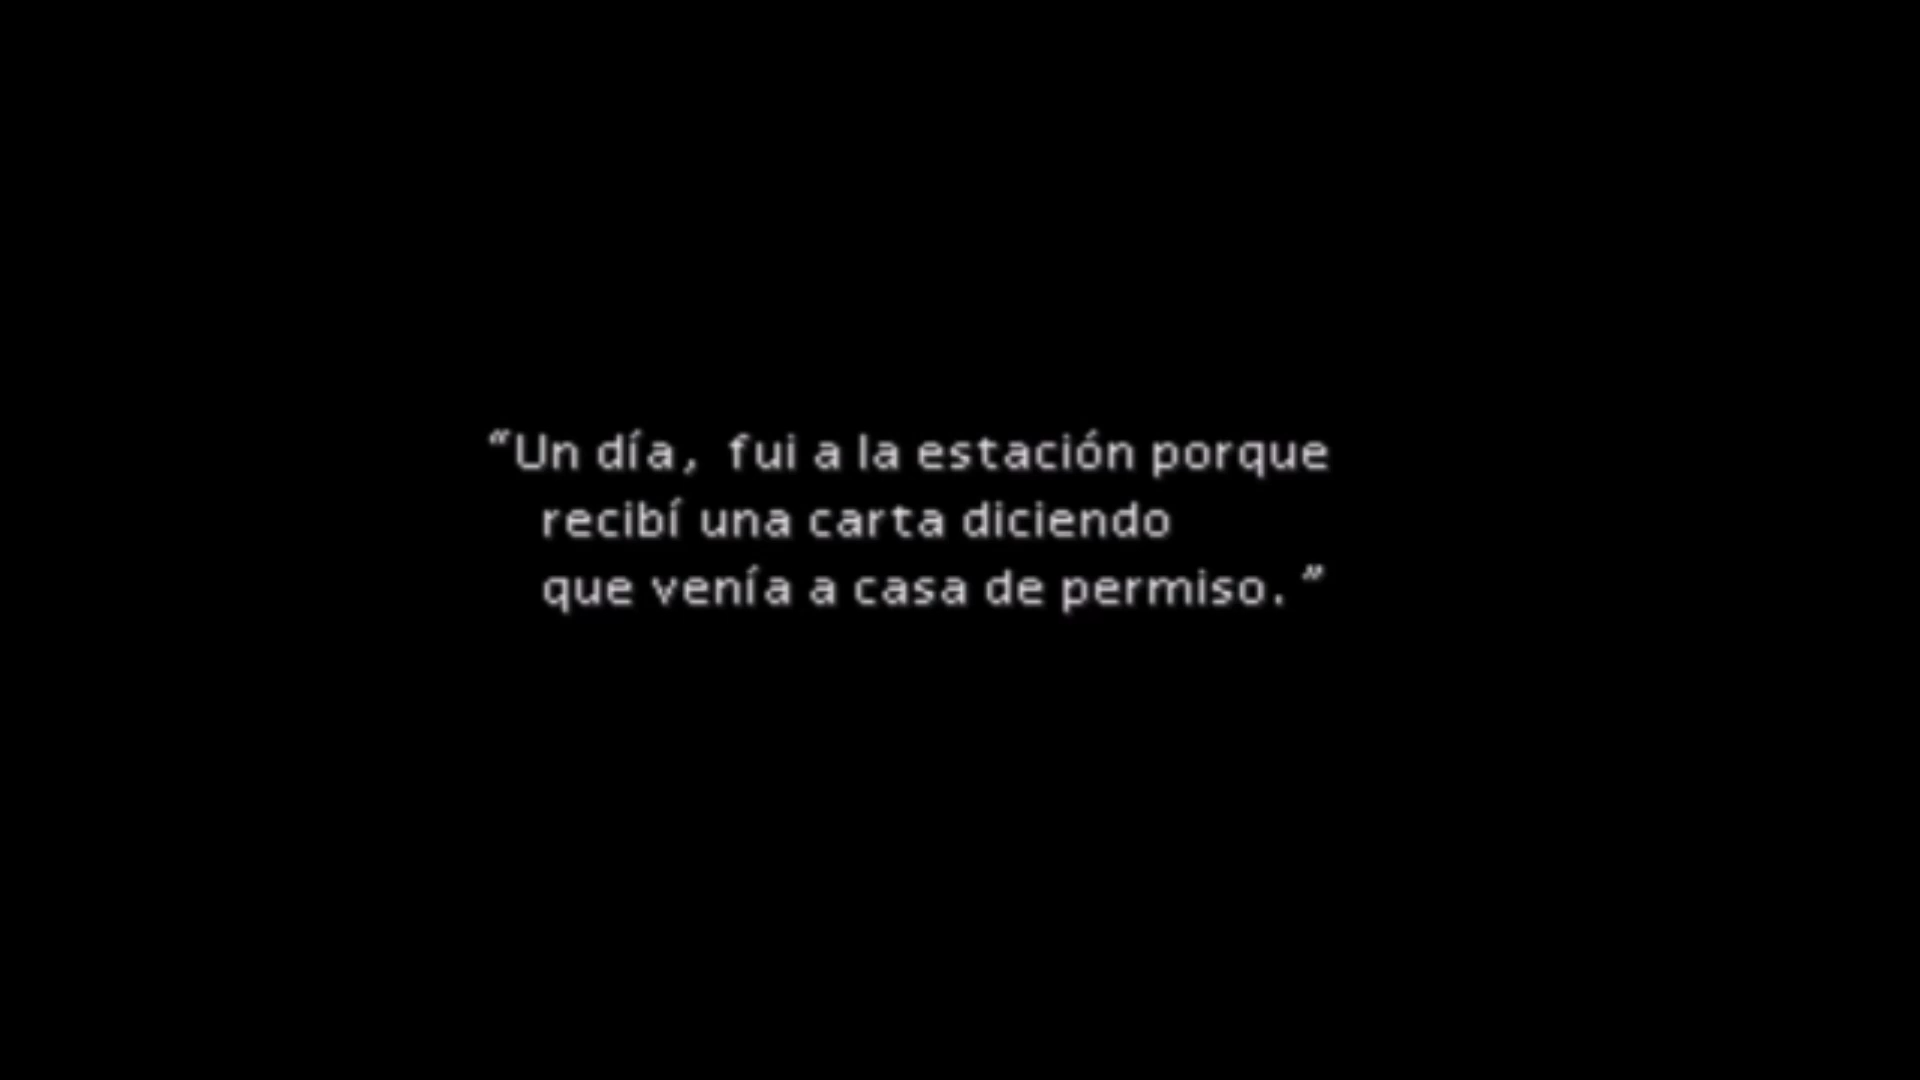 “Un día, fui a la estación porque
recibí una carta diciendo
que venía a casa de permiso.”